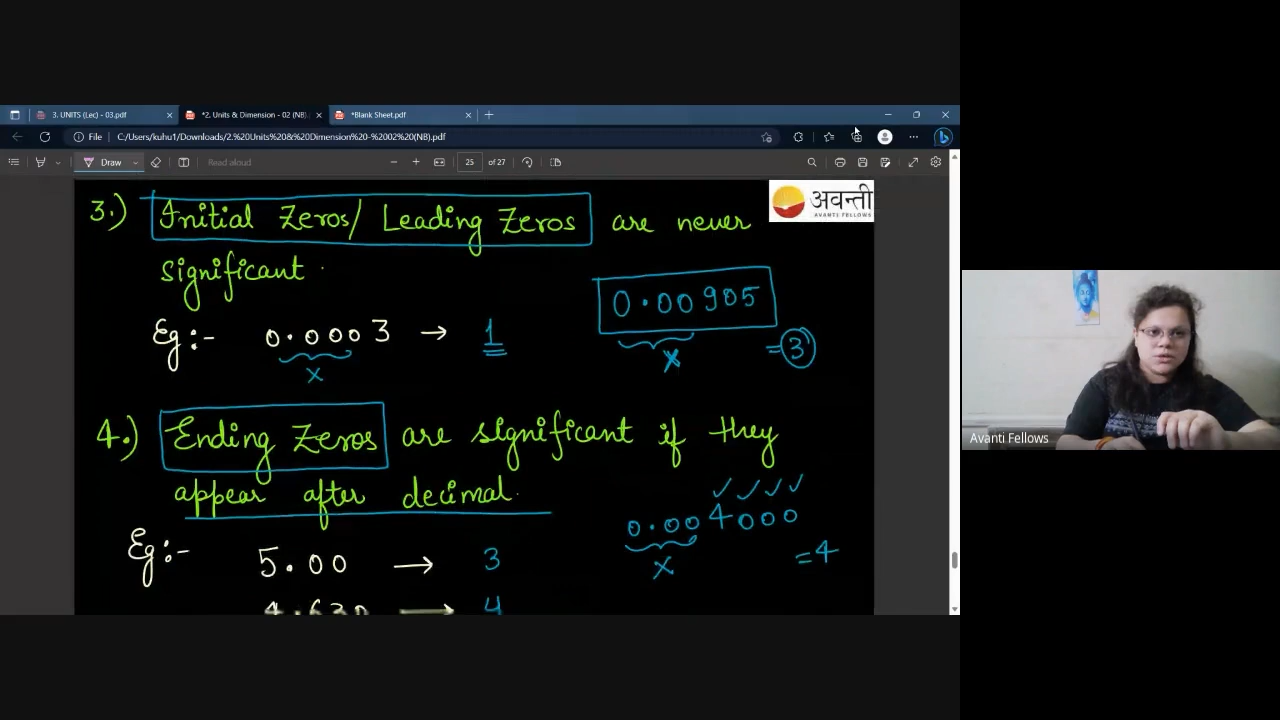 3. UNITS (Lec) - 03.pdf
*2. Units & Dimension - 02 (NB).
*Blank Sheet.pdf
File
C:/Users/kuhu1/Downloads/2.%20Units%20&%20Dimension%20-%2002%20(NB).pdf
Draw
Read aloud
25 of 27
अवन्ती
AVANTI FELLOWS
3.) Initial Zeros/ Leading Zeros are never
significant.
0.00905
x
= 3
Eg:- 0.0003 → 1
x
4.) Ending Zeros are significant if they
appear after decimal.
✓ ✓ ✓ ✓
0.004000
x
= 4
Eg:- 5.00 → 3
4.630 → 4
Avanti Fellows